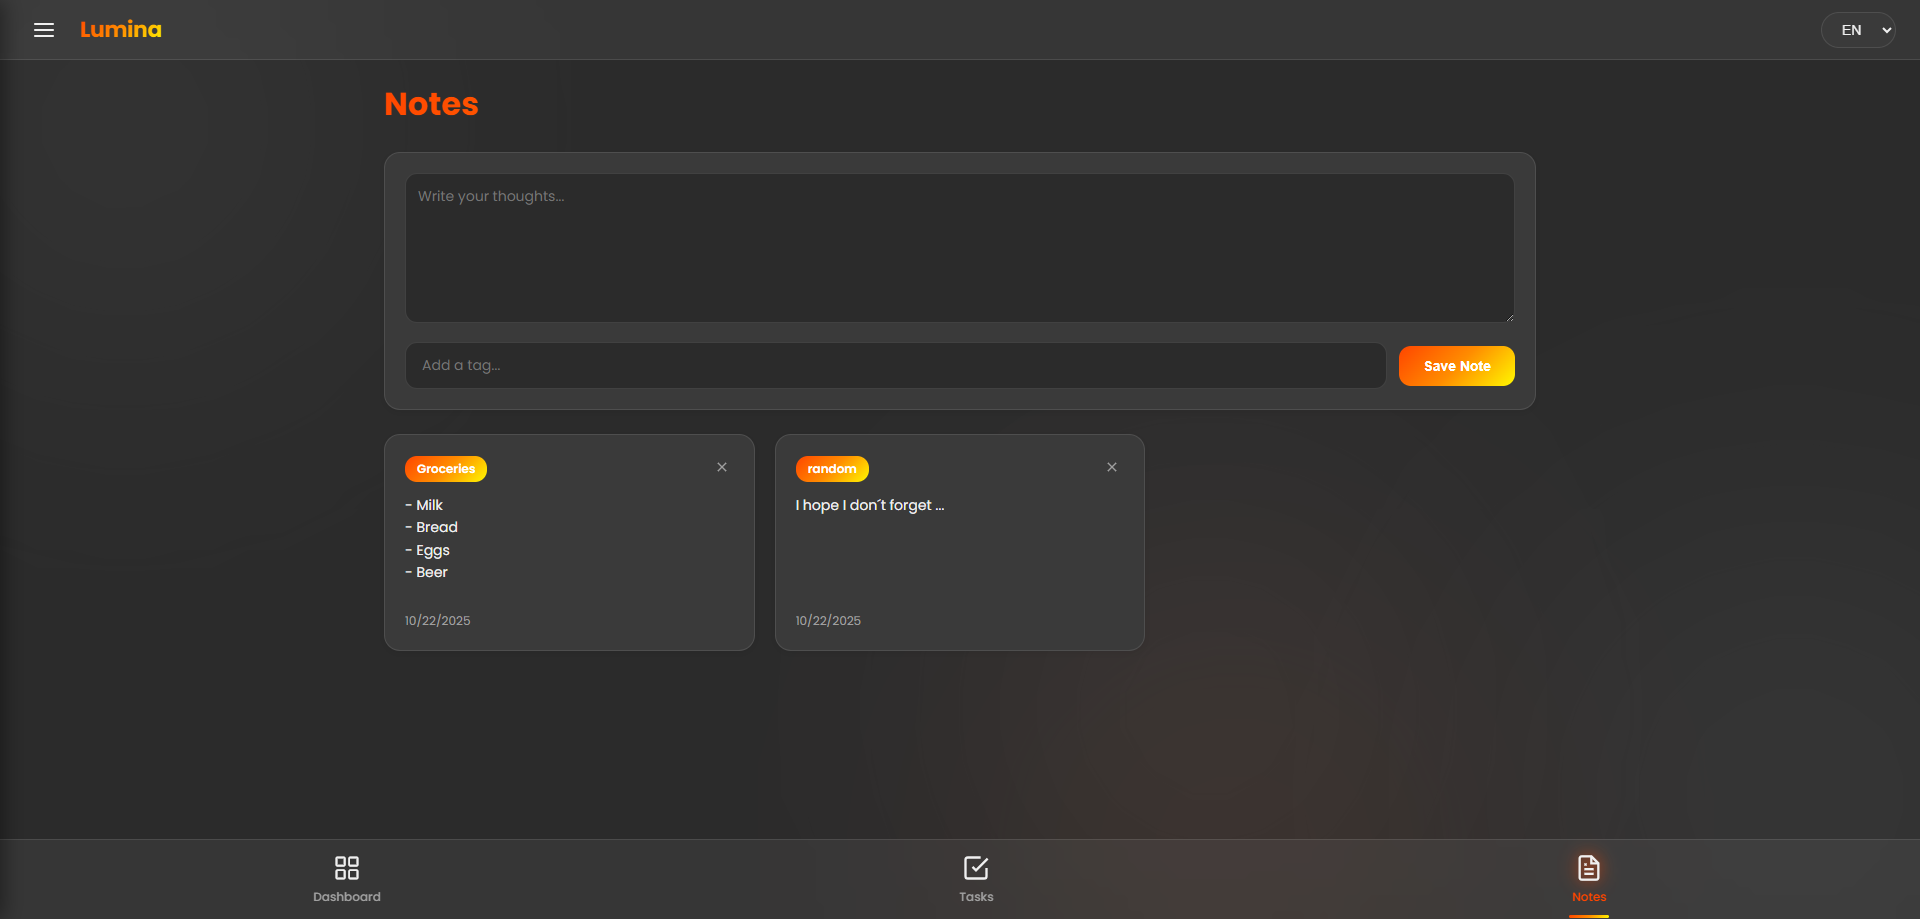 Lumina
EN
Notes
Write your thoughts...
Add a tag...
Save Note
Groceries
- Milk
- Bread
- Eggs
- Beer
10/22/2025
random
I hope I don´t forget ...
10/22/2025
Dashboard
Tasks
Notes